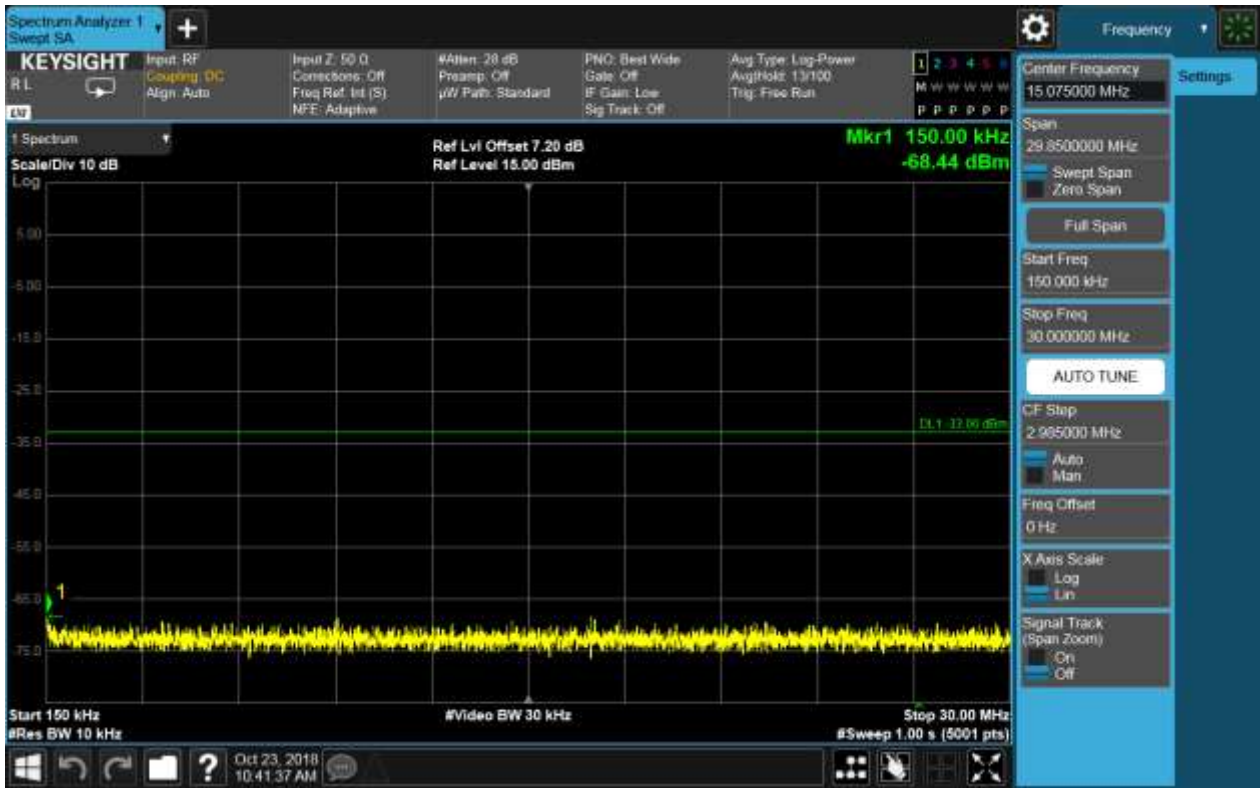 Spectrum Analyzer 1
Swept SA
+
Frequency
KEYSIGHT
R L
Input: RF
Coupling: DC
Align: Auto
Input Z: 50 Ω
Corrections: Off
Freq Ref: Int (S)
NFE: Adaptive
#Atten: 28 dB
Preamp: Off
µW Path: Standard
PNO: Best Wide
Gate: Off
IF Gain: Low
Sig Track: Off
Avg Type: Log-Power
Avg|Hold: 13/100
Trig: Free Run
1 2 3 4 5 6
M W W W W W
P P P P P P
Center Frequency
15.075000 MHz
Settings
Span
29.8500000 MHz
Swept Span
Zero Span
Full Span
Start Freq
150.000 kHz
Stop Freq
30.000000 MHz
AUTO TUNE
CF Step
2.985000 MHz
Auto
Man
Freq Offset
0 Hz
X Axis Scale
Log
Lin
Signal Track
(Span Zoom)
On
Off
1 Spectrum
Scale/Div 10 dB
Log
Ref Lvl Offset 7.20 dB
Ref Level 15.00 dBm
Mkr1 150.00 kHz
-68.44 dBm
5.00
-5.00
-15.0
-25.0
DL1 -33.00 dBm
-35.0
-45.0
-55.0
1
-65.0
-75.0
Start 150 kHz
#Video BW 30 kHz
Stop 30.00 MHz
#Res BW 10 kHz
#Sweep 1.00 s (5001 pts)
?
Oct 23, 2018
10:41:37 AM